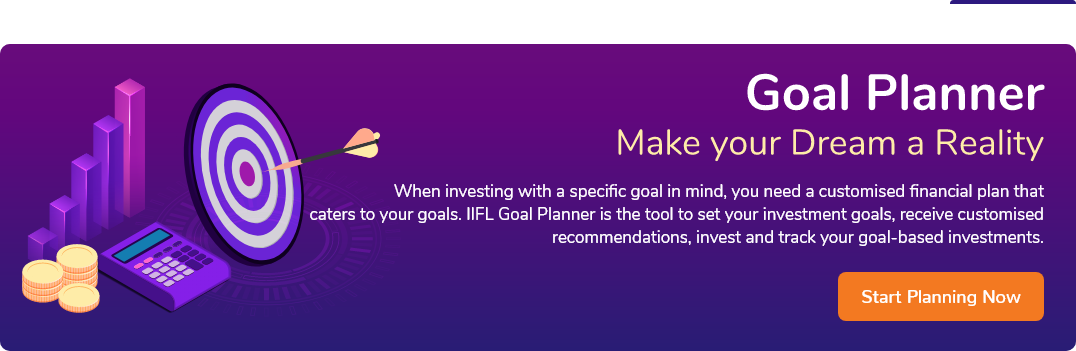 Goal Planner
Make your Dream a Reality
When investing with a specific goal in mind, you need a customised financial plan that
caters to your goals. IIFL Goal Planner is the tool to set your investment goals, receive customised
recommendations, invest and track your goal-based investments.
Start Planning Now